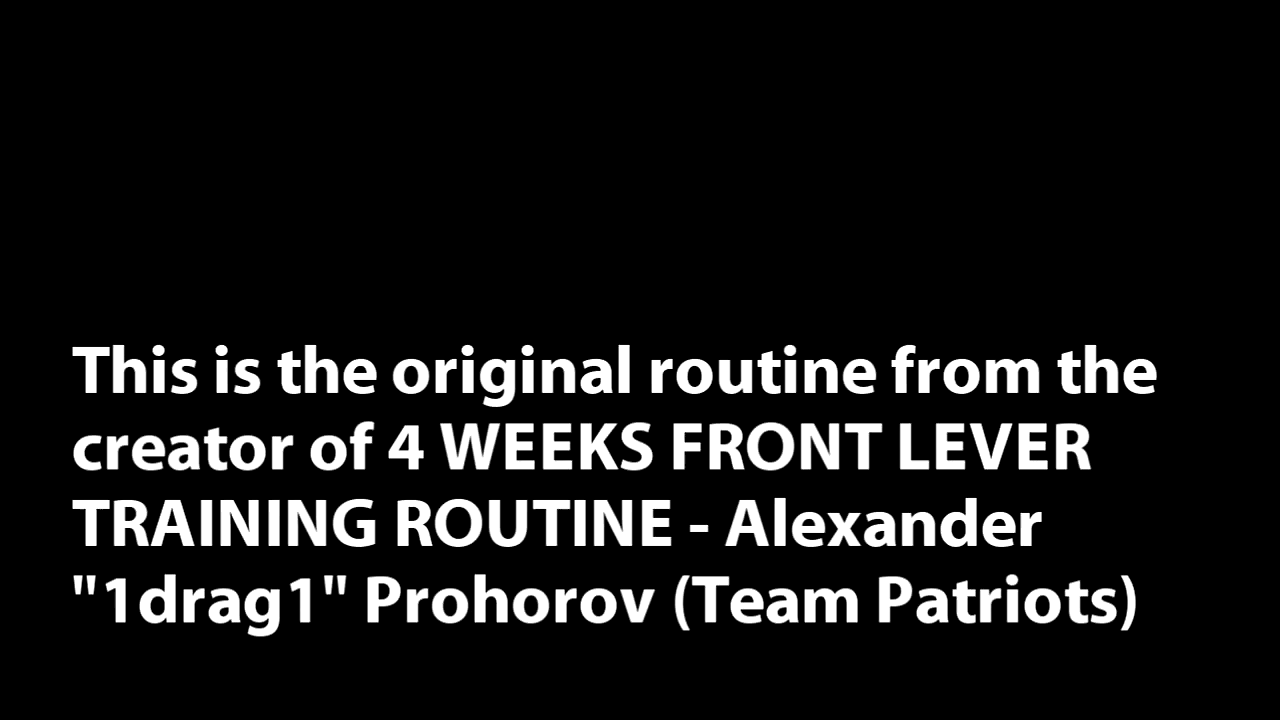 This is the original routine from the
creator of 4 WEEKS FRONT LEVER
TRAINING ROUTINE - Alexander
"1drag1" Prohorov (Team Patriots)